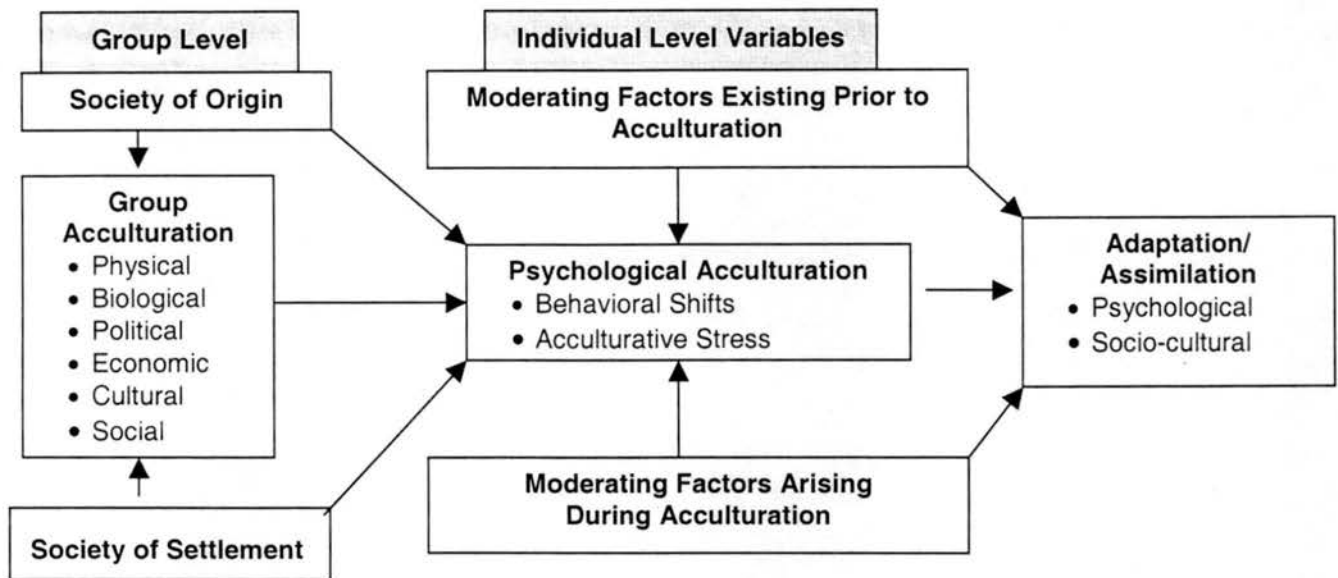 Group Level
Society of Origin
Group
Acculturation
• Physical
• Biological
• Political
• Economic
• Cultural
• Social
Society of Settlement
Individual Level Variables
Moderating Factors Existing Prior to
Acculturation
Psychological Acculturation
• Behavioral Shifts
• Acculturative Stress
Moderating Factors Arising
During Acculturation
Adaptation/
Assimilation
• Psychological
• Socio-cultural